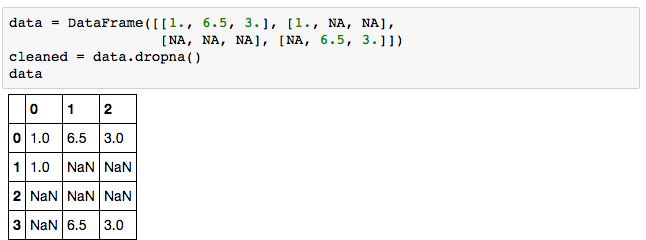 data = DataFrame([[1., 6.5, 3.], [1., NA, NA],
                  [NA, NA, NA], [NA, 6.5, 3.]])
cleaned = data.dropna()
data
0 1 2
0 1.0 6.5 3.0
1 1.0 NaN NaN
2 NaN NaN NaN
3 NaN 6.5 3.0